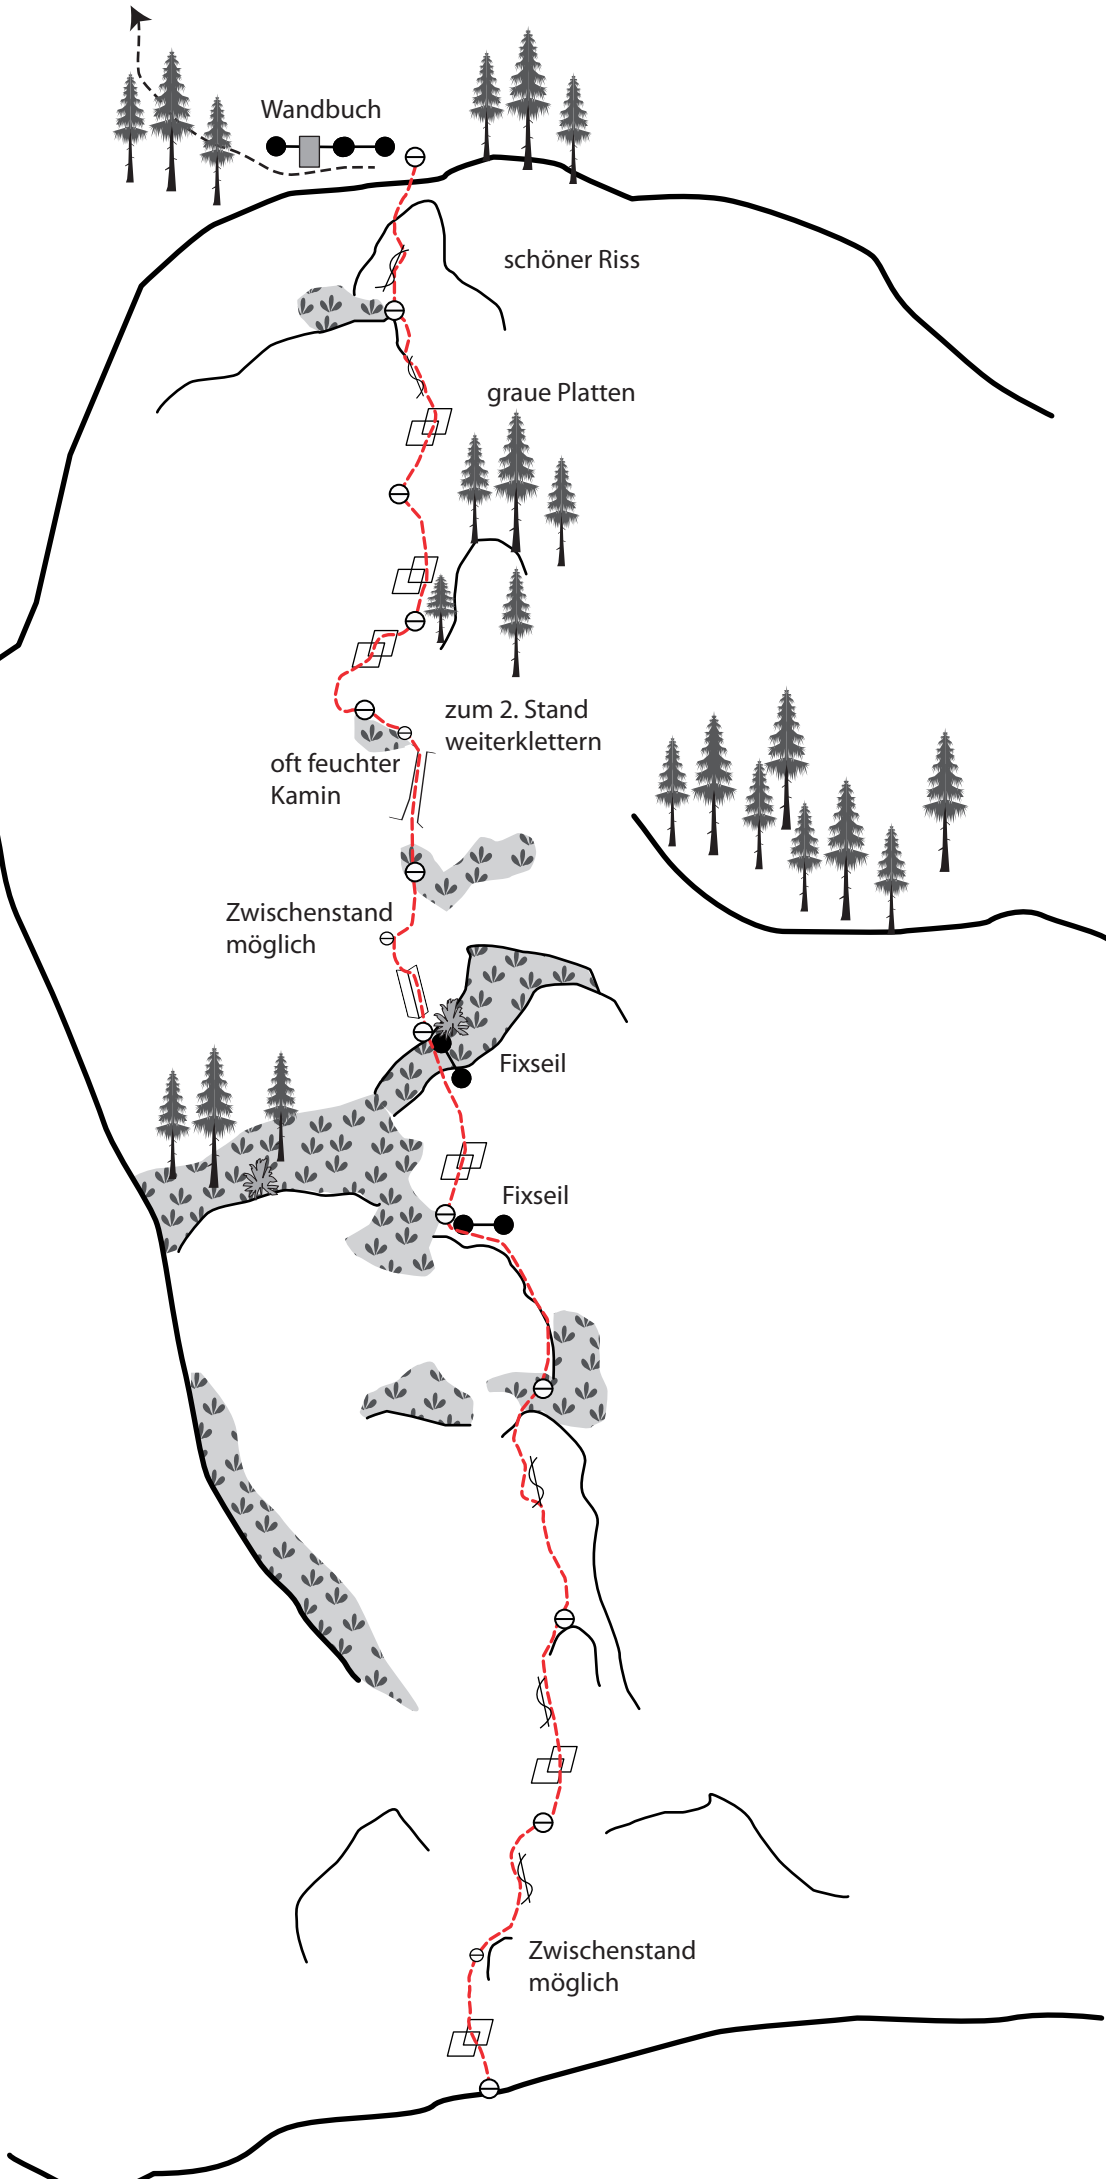 Wandbuch
schöner Riss
graue Platten
zum 2. Stand
weiterklettern
oft feuchter
Kamin
Zwischenstand
möglich
Fixseil
Fixseil
Zwischenstand
möglich